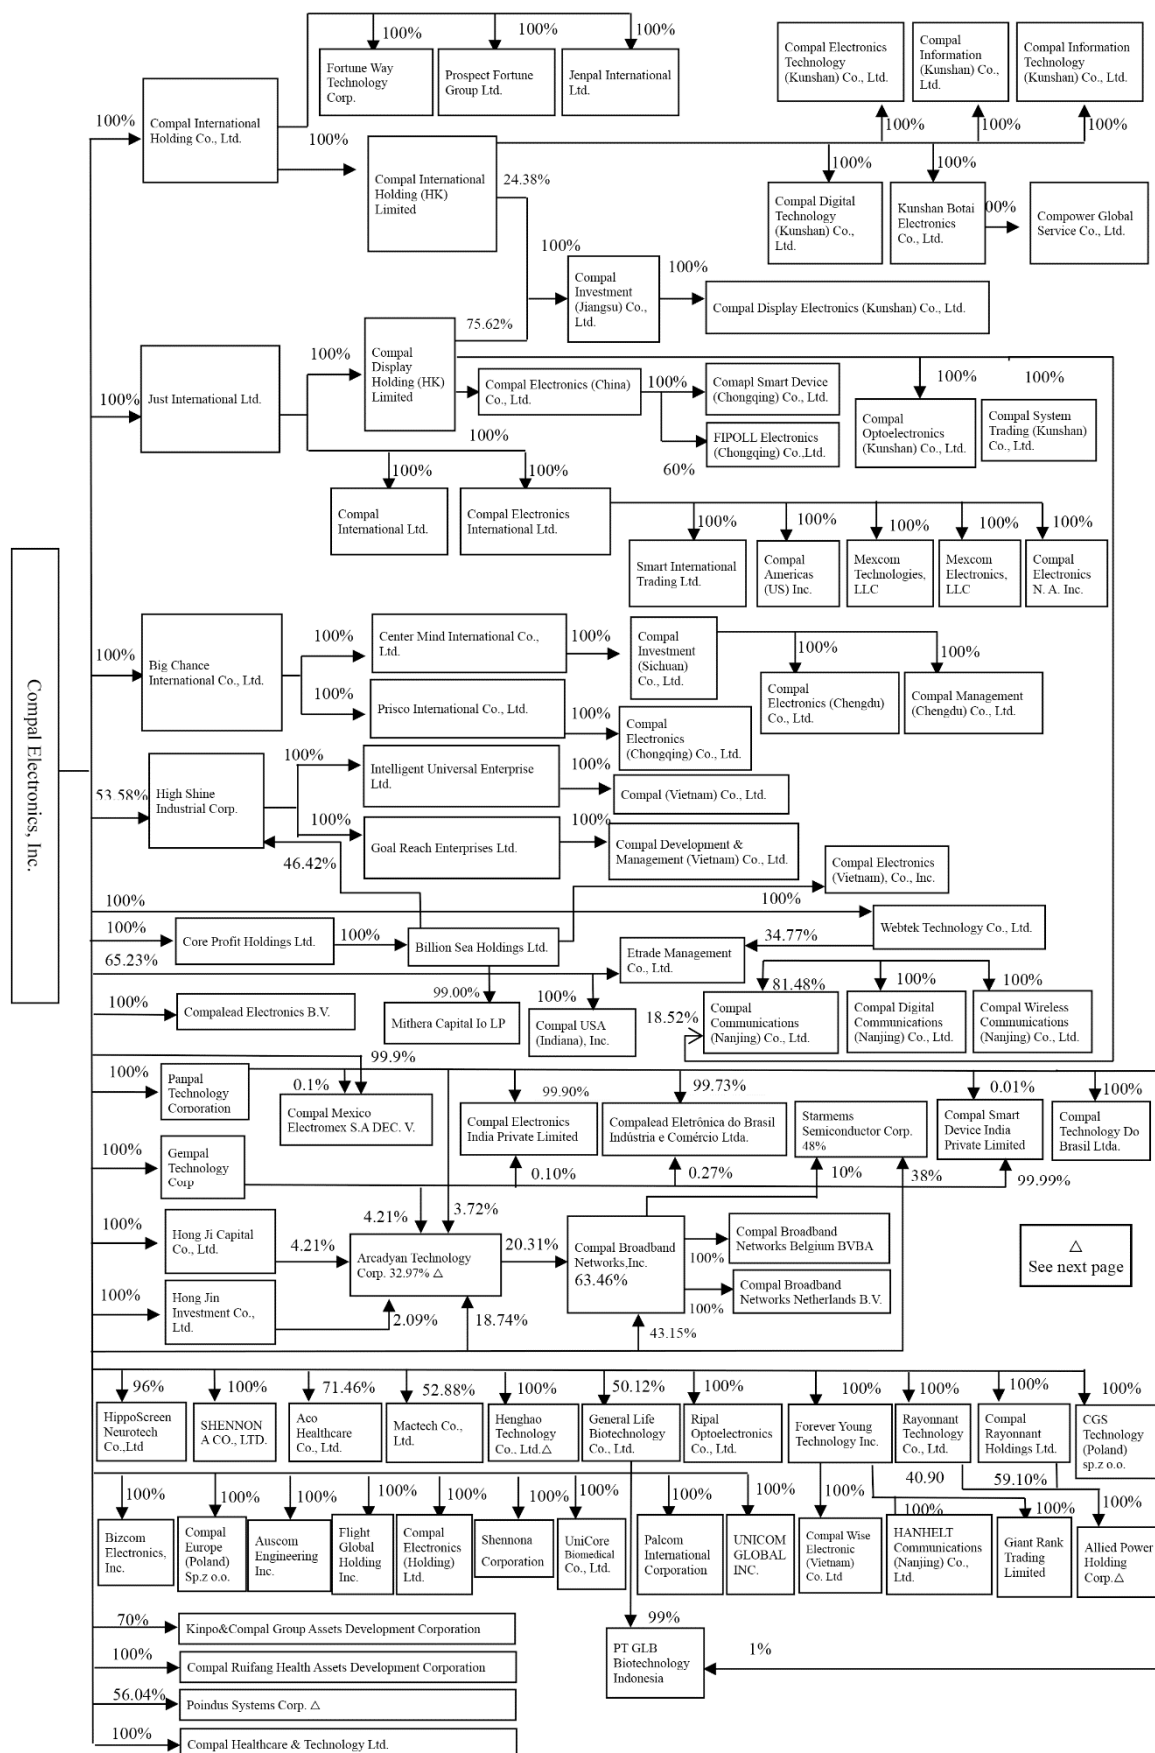 100%
100%
100%
Fortune Way
Technology
Corp.
Prospect Fortune
Group Ltd.
Jenpal International
Ltd.
Compal Electronics
Technology
(Kunshan) Co., Ltd.
Compal
Information
(Kunshan) Co.,
Ltd.
Compal Information
Technology
(Kunshan) Co., Ltd.
100%
Compal International
Holding Co., Ltd.
100%
100%
100%
100%
Compal International
Holding (HK)
Limited
24.38%
100%
100%
Compal Digital
Technology
(Kunshan) Co.,
Ltd.
Kunshan Botai
Electronics
Co., Ltd.
00%
Compower Global
Service Co., Ltd.
100%
Compal
Investment
(Jiangsu) Co.,
Ltd.
100%
Compal Display Electronics (Kunshan) Co., Ltd.
75.62%
100%
Just International Ltd.
100%
Compal
Display
Holding (HK)
Limited
Compal Electronics (China)
Co., Ltd.
100%
Comapl Smart Device
(Chongqing) Co., Ltd.
FIPOLL Electronics
(Chongqing) Co.,Ltd.
60%
100%
100%
Compal
Optoelectronics
(Kunshan) Co., Ltd.
Compal System
Trading (Kunshan)
Co., Ltd.
100%
100%
100%
Compal
International Ltd.
Compal Electronics
International Ltd.
100%
100%
100%
100%
100%
Smart International
Trading Ltd.
Compal
Americas
(US) Inc.
Mexcom
Technologies,
LLC
Mexcom
Electronics,
LLC
Compal
Electronics
N. A. Inc.
Compal Electronics, Inc.
100%
Big Chance
International Co., Ltd.
100%
Center Mind International Co.,
Ltd.
100%
Compal
Investment
(Sichuan)
Co., Ltd.
100%
100%
Compal
Electronics (Chengdu)
Co., Ltd.
Compal Management
(Chengdu) Co., Ltd.
100%
Prisco International Co., Ltd.
100%
Compal
Electronics
(Chongqing) Co., Ltd.
53.58%
High Shine
Industrial Corp.
100%
Intelligent Universal Enterprise
Ltd.
100%
Compal (Vietnam) Co., Ltd.
100%
Goal Reach Enterprises Ltd.
100%
Compal Development &
Management (Vietnam) Co., Ltd.
46.42%
Compal Electronics
(Vietnam), Co., Inc.
100%
100%
100%
Core Profit Holdings Ltd.
100%
Billion Sea Holdings Ltd.
Webtek Technology Co., Ltd.
65.23%
Etrade Management
Co., Ltd.
34.77%
100%
Compalead Electronics B.V.
99.00%
Mithera Capital Io LP
100%
Compal USA
(Indiana), Inc.
18.52%
81.48%
100%
100%
Compal
Communications
(Nanjing) Co., Ltd.
Compal Digital
Communications
(Nanjing) Co., Ltd.
Compal Wireless
Communications
(Nanjing) Co., Ltd.
99.9%
100%
Panpal
Technology
Corporation
0.1%
Compal Mexico
Electromex S.A DEC. V.
99.90%
Compal Electronics
India Private Limited
99.73%
Compalead Eletrônica do Brasil
Indústria e Comércio Ltda.
Starmems
Semiconductor Corp.
48%
0.01%
Compal Smart
Device India
Private Limited
100%
Compal
Technology Do
Brasil Ltda.
100%
Gempal
Technology
Corp
0.10%
0.27%
10%
38%
99.99%
4.21%
3.72%
100%
Hong Ji Capital
Co., Ltd.
4.21%
Arcadyan Technology
Corp. 32.97% △
20.31%
Compal Broadband
Networks,Inc.
63.46%
100%
Compal Broadband
Networks Belgium BVBA
100%
Compal Broadband
Networks Netherlands B.V.
△
See next page
100%
Hong Jin
Investment Co.,
Ltd.
2.09%
18.74%
43.15%
96%
100%
71.46%
52.88%
100%
50.12%
100%
100%
100%
100%
100%
HippoScreen
Neurotech
Co.,Ltd
SHENNON
A CO., LTD.
Aco
Healthcare
Co., Ltd.
Mactech Co.,
Ltd.
Henghao
Technology
Co., Ltd.△
General Life
Biotechnology
Co., Ltd.
Ripal
Optoelectronics
Co., Ltd.
Forever Young
Technology Inc.
Rayonnant
Technology
Co., Ltd.
Compal
Rayonnant
Holdings Ltd.
CGS
Technology
(Poland)
sp.z o.o.
40.90
59.10%
100%
100%
100%
100%
100%
100%
100%
100%
100%
100%
100%
100%
100%
Bizcom
Electronics,
Inc.
Compal
Europe
(Poland)
Sp.z o.o.
Auscom
Engineering
Inc.
Flight
Global
Holding
Inc.
Compal
Electronics
(Holding)
Ltd.
Shennona
Corporation
UniCore
Biomedical
Co., Ltd.
Palcom
International
Corporation
UNICOM
GLOBAL
INC.
Compal Wise
Electronic
(Vietnam)
Co. Ltd
HANHELT
Communications
(Nanjing) Co.,
Ltd.
Giant Rank
Trading
Limited
Allied Power
Holding
Corp.△
70%
Kinpo&Compal Group Assets Development Corporation
100%
Compal Ruifang Health Assets Development Corporation
56.04%
Poindus Systems Corp. △
100%
Compal Healthcare & Technology Ltd.
99%
PT GLB
Biotechnology
Indonesia
1%